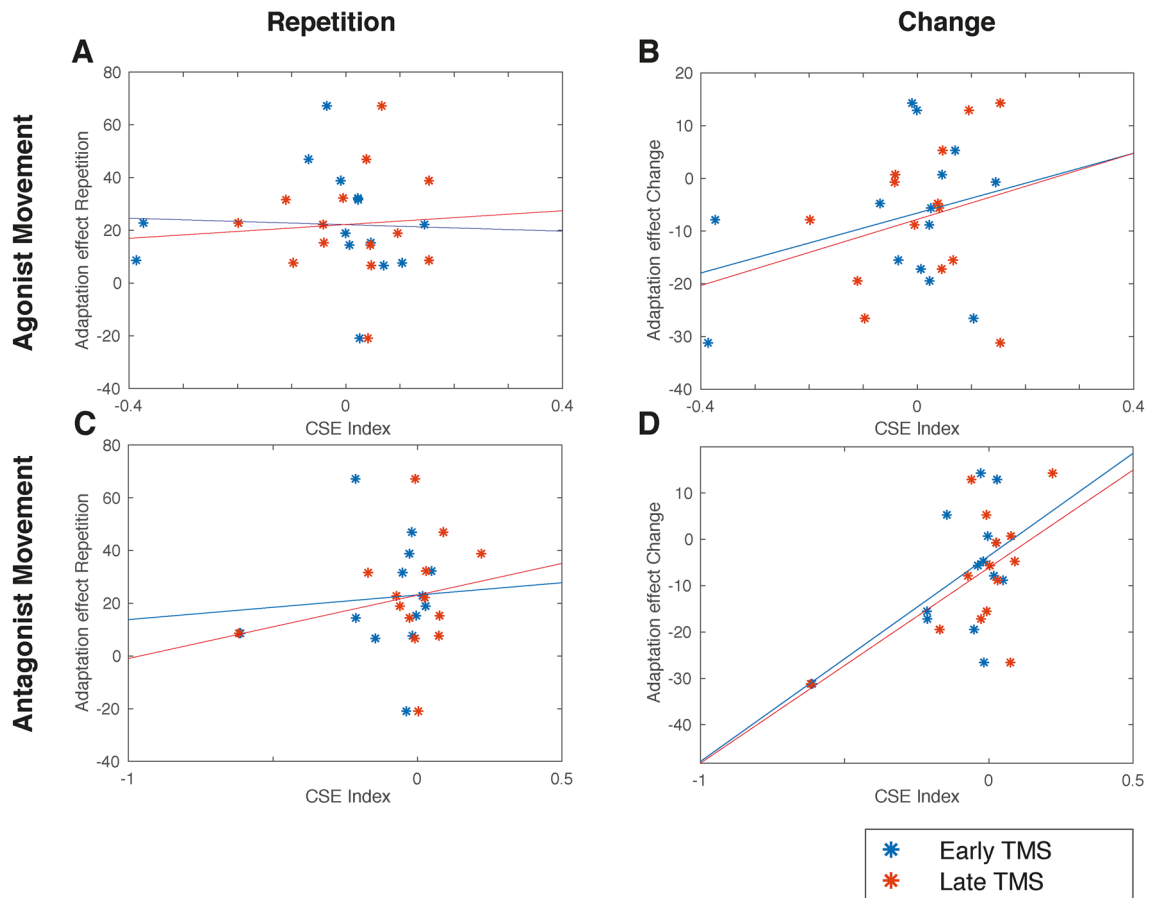 Repetition
Change
A
B
Agonist Movement
Adaptation effect Repetition
80
60
40
20
0
-20
-40
-0.4
0
0.4
CSE Index
Adaptation effect Change
20
10
0
-10
-20
-30
-40
-0.4
0
0.4
CSE Index
C
D
Antagonist Movement
Adaptation effect Repetition
80
60
40
20
0
-20
-40
-1
0
0.5
CSE Index
Adaptation effect Change
10
0
-10
-20
-30
-40
-1
0
0.5
CSE Index
Early TMS
Late TMS